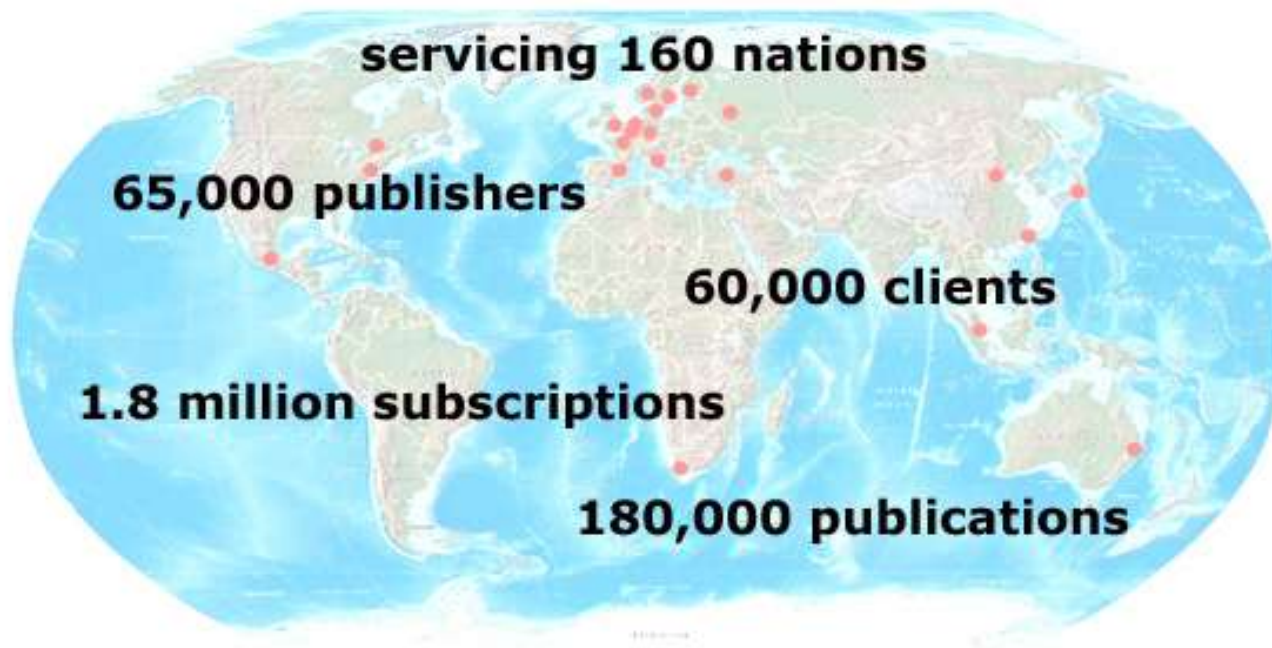 servicing 160 nations
65,000 publishers
60,000 clients
1.8 million subscriptions
180,000 publications